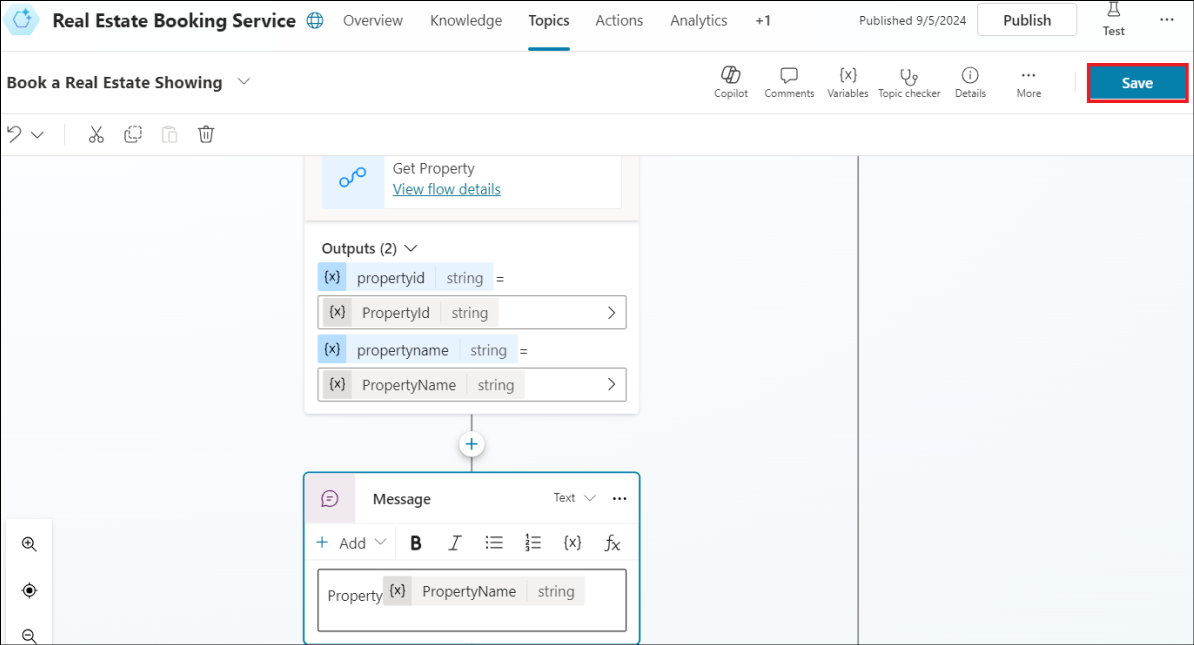 Real Estate Booking Service Overview Knowledge Topics Actions Analytics +1 Published 9/5/2024 Publish Test ...
Book a Real Estate Showing Copilot Comments {x} Variables Topic checker Details ... More Save
Get Property
View flow details
Outputs (2)
{x} propertyid string =
{x} PropertyId string
{x} propertyname string =
{x} PropertyName string
+
Message Text ...
+ Add B I {x} fx
Property {x} PropertyName string